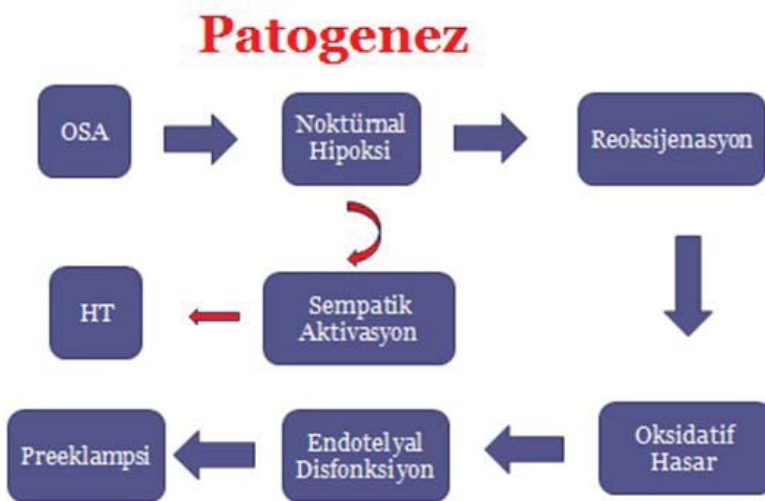 Patogenez
OSA
Noktürnal
Hipoksi
Reoksijenasyon
HT
Sempatik
Aktivasyon
Preeklampsi
Endotelyal
Disfonksiyon
Oksidatif
Hasar